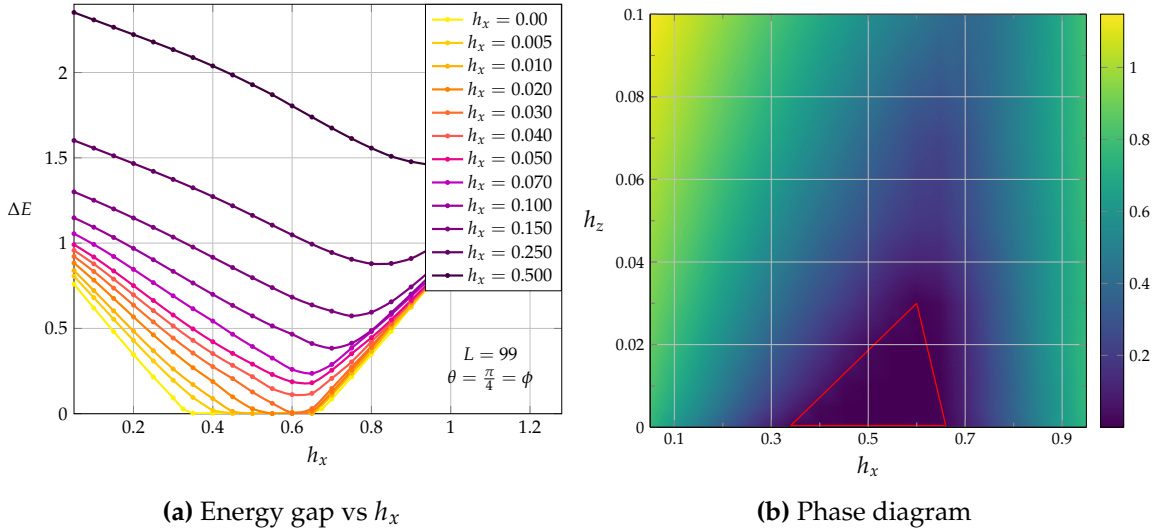 0
0.5
1
1.5
2
ΔE
0.2
0.4
0.6
0.8
1
1.2
h_x
h_x = 0.00
h_x = 0.005
h_x = 0.010
h_x = 0.020
h_x = 0.030
h_x = 0.040
h_x = 0.050
h_x = 0.070
h_x = 0.100
h_x = 0.150
h_x = 0.250
h_x = 0.500
L = 99
θ = π/4 = φ
(a) Energy gap vs h_x
0.1
0.08
0.06
0.04
0.02
0
h_z
0.1
0.3
0.5
0.7
0.9
h_x
1
0.8
0.6
0.4
0.2
(b) Phase diagram